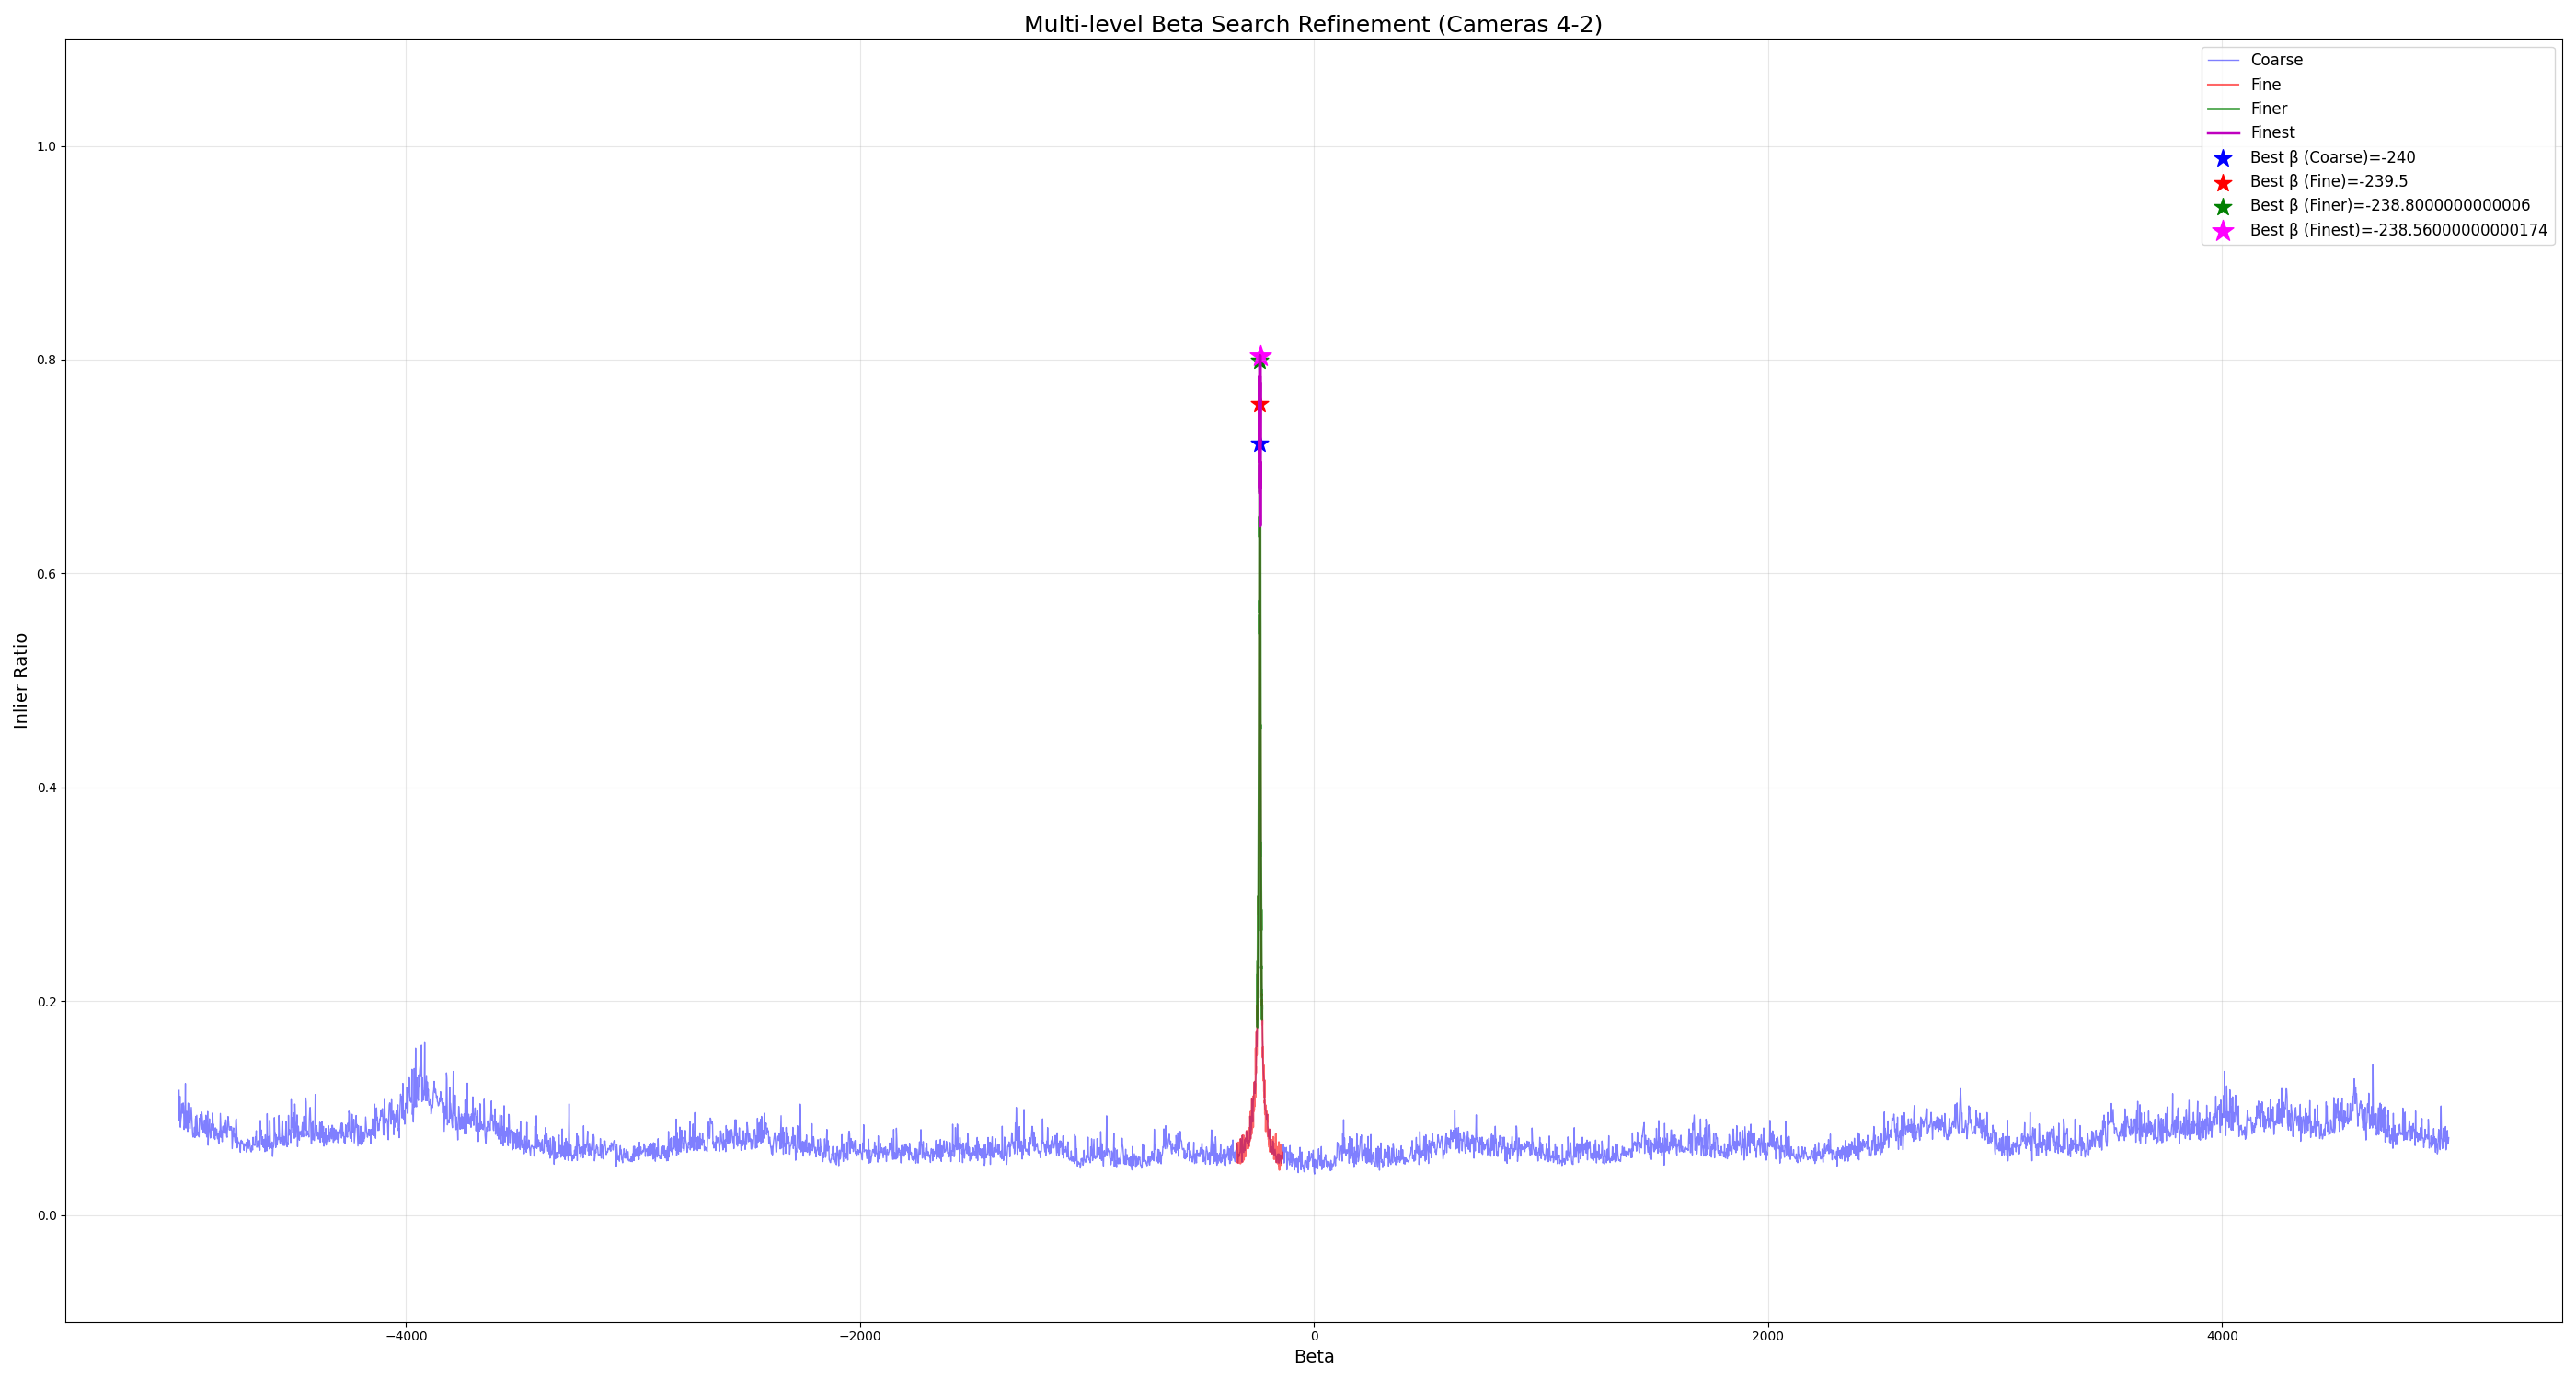 Multi-level Beta Search Refinement (Cameras 4-2)
Coarse
Fine
Finer
Finest
Best β (Coarse)=-240
Best β (Fine)=-239.5
Best β (Finer)=-238.8000000000006
Best β (Finest)=-238.56000000000174
1.0
0.8
0.6
0.4
0.2
0.0
Inlier Ratio
−4000
−2000
0
2000
4000
Beta